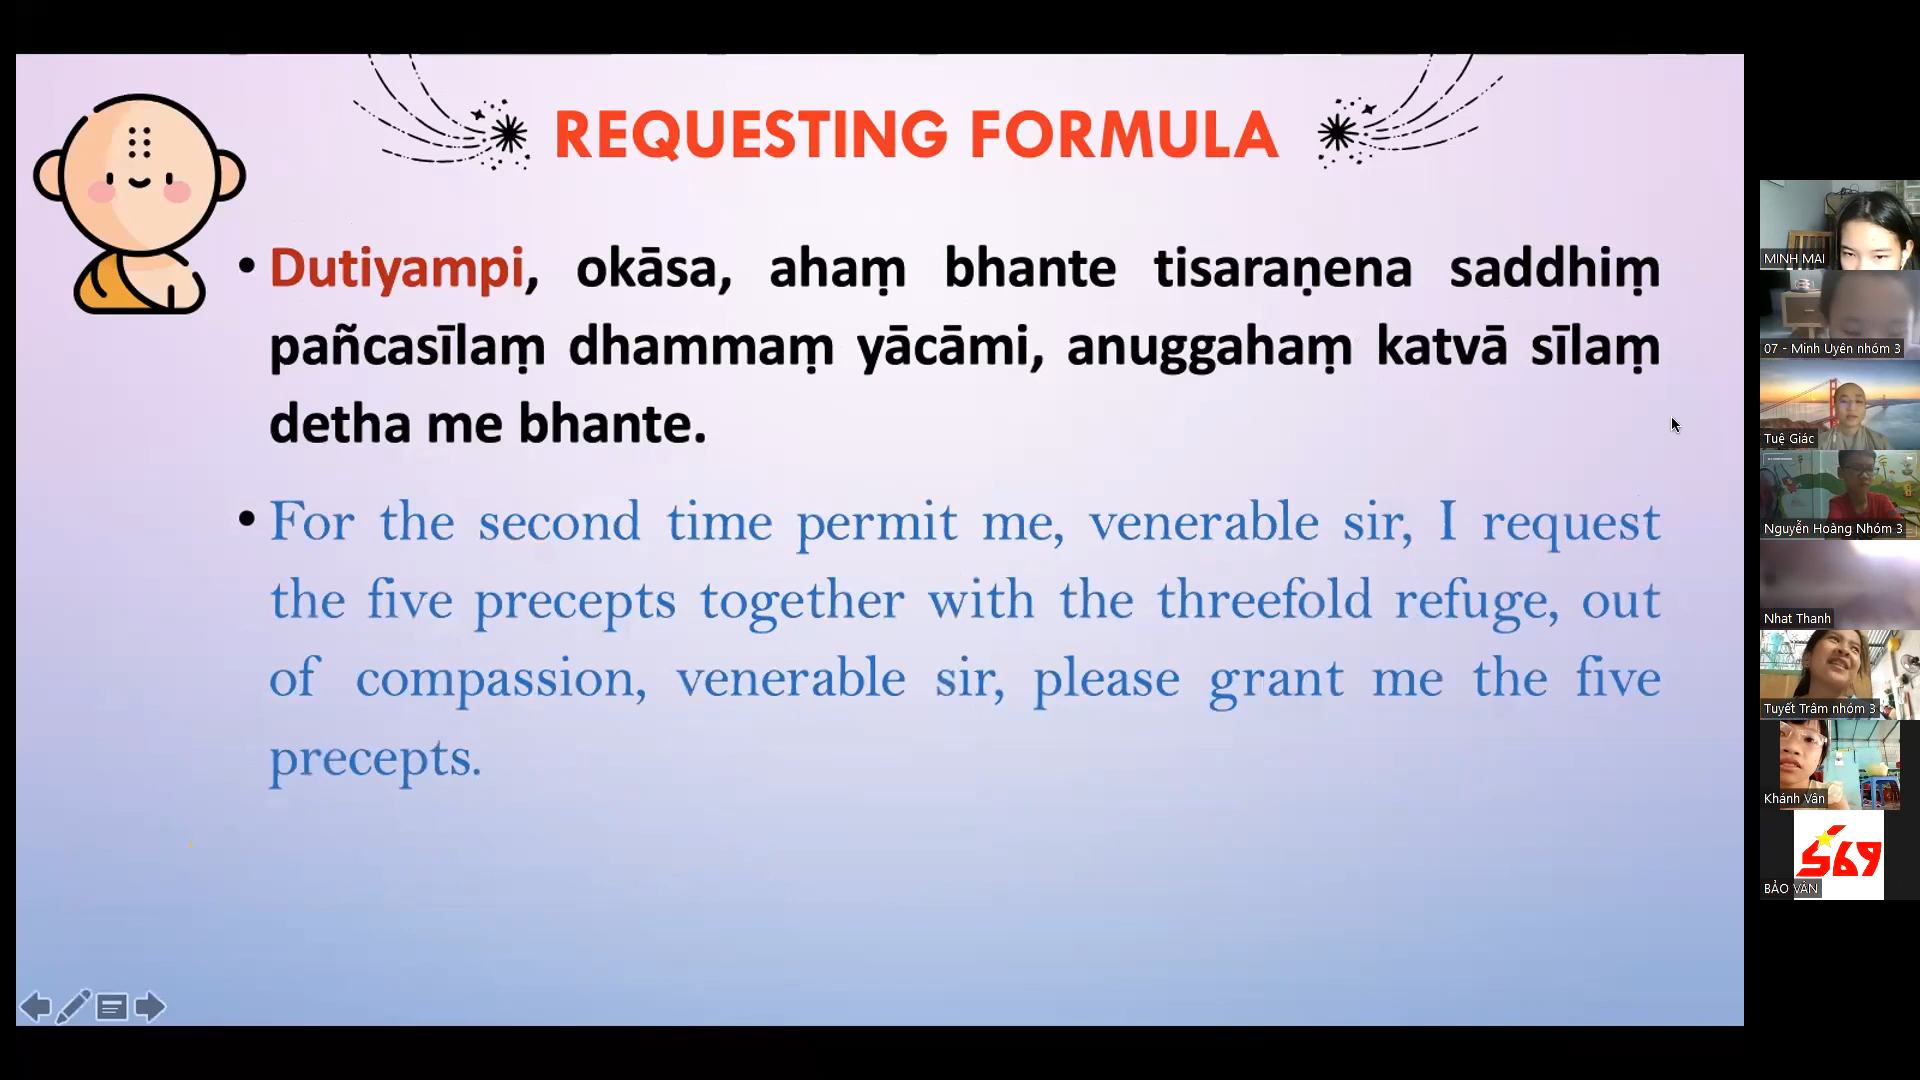 REQUESTING FORMULA
• Dutiyampi, okāsa, ahaṃ bhante tisaraṇena saddhiṃ
pañcasīlaṃ dhammaṃ yācāmi, anuggahaṃ katvā sīlaṃ
detha me bhante.
• For the second time permit me, venerable sir, I request
the five precepts together with the threefold refuge, out
of compassion, venerable sir, please grant me the five
precepts.
MINH MAI
07 - Minh Uyên nhóm 3
Tuệ Giác
Nguyễn Hoàng Nhóm 3
Nhat Thanh
Tuyết Trâm nhóm 3
Khánh Vân
569
BẢO VÂN